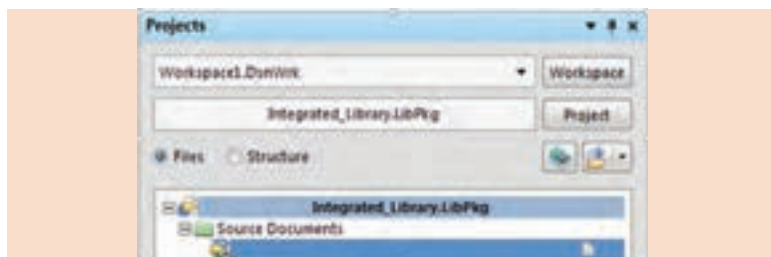 Projects
Workspace1.DsnWrk Workspace
Integrated_Library.LibPkg Project
Files Structure
Integrated_Library.LibPkg
Source Documents